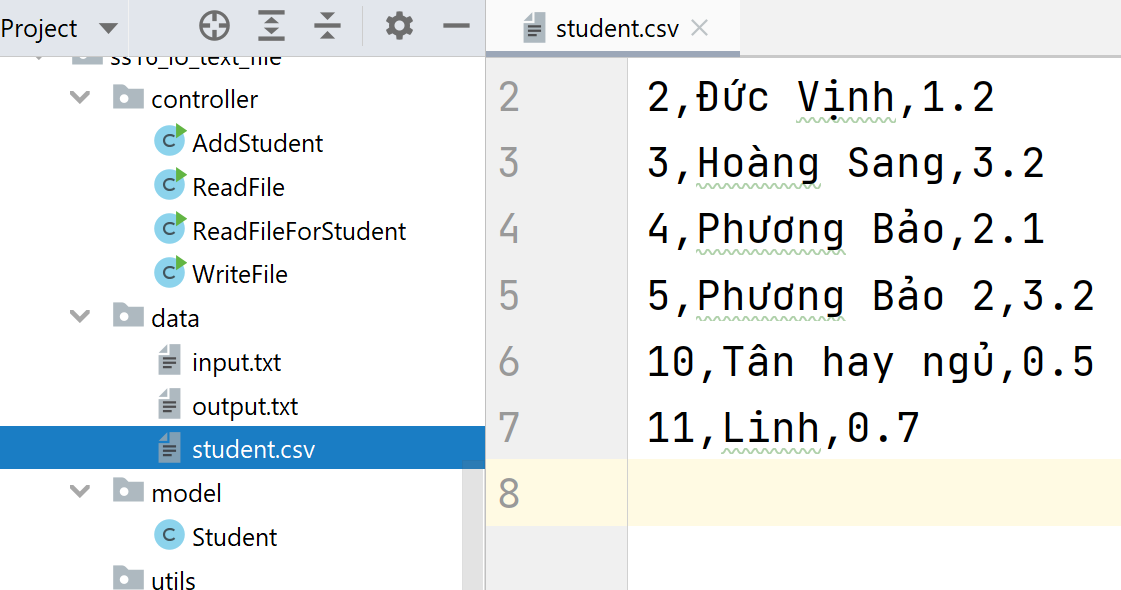 Project
student.csv
ss16_io_text_file
controller
AddStudent
ReadFile
ReadFileForStudent
WriteFile
data
input.txt
output.txt
student.csv
model
Student
utils
2 2,Đức Vịnh,1.2
3 3,Hoàng Sang,3.2
4 4,Phương Bảo,2.1
5 5,Phương Bảo 2,3.2
6 10,Tân hay ngủ,0.5
7 11,Linh,0.7
8